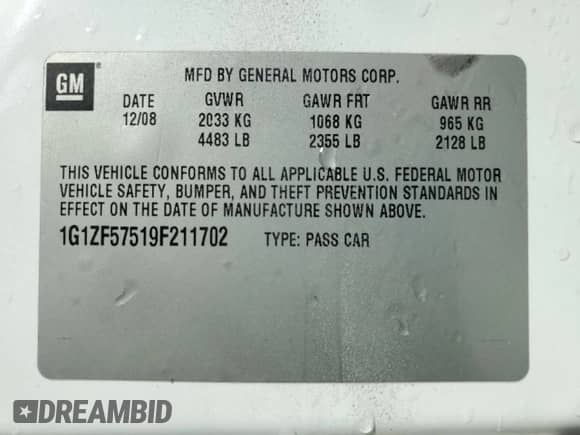 GM
MFD BY GENERAL MOTORS CORP.
DATE GVWR GAWR FRT GAWR RR
12/08 2033 KG 1068 KG 965 KG
4483 LB 2355 LB 2128 LB
THIS VEHICLE CONFORMS TO ALL APPLICABLE U.S. FEDERAL MOTOR
VEHICLE SAFETY, BUMPER, AND THEFT PREVENTION STANDARDS IN
EFFECT ON THE DATE OF MANUFACTURE SHOWN ABOVE.
1G1ZF57519F211702 TYPE: PASS CAR
DREAMBID